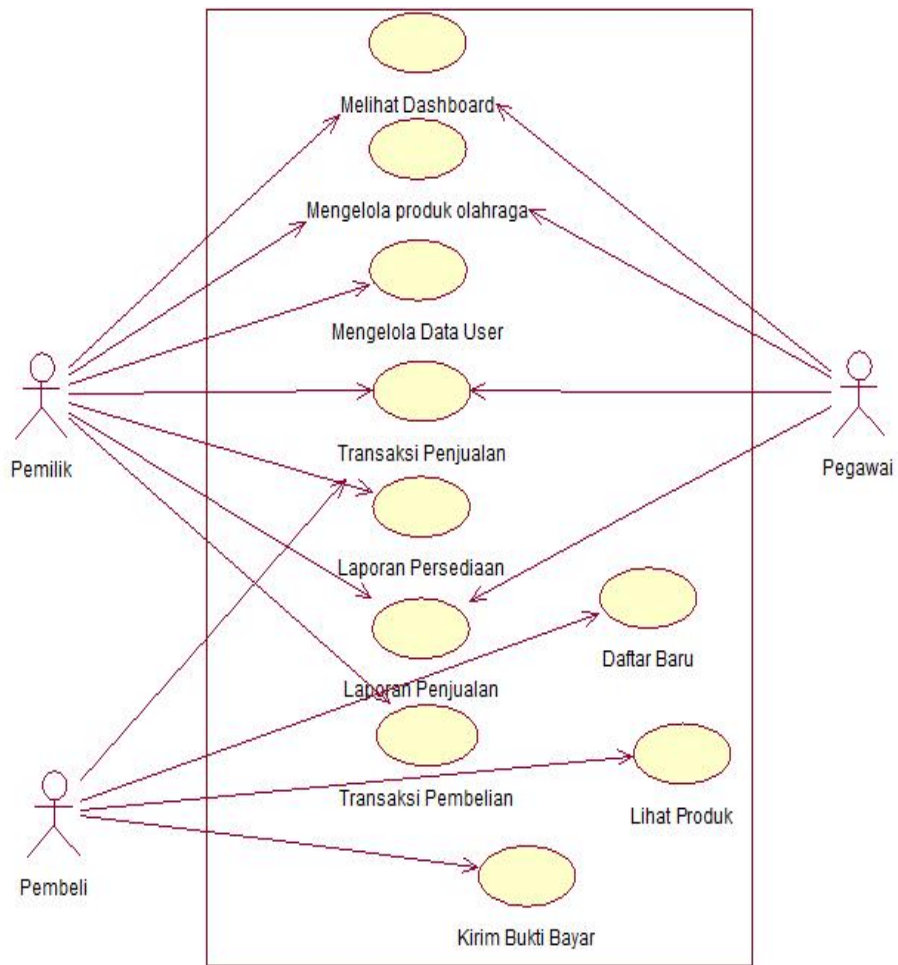 Melihat Dashboard
Mengelola produk olahraga
Mengelola Data User
Transaksi Penjualan
Pemilik
Pegawai
Laporan Persediaan
Daftar Baru
Laporan Penjualan
Transaksi Pembelian
Lihat Produk
Pembeli
Kirim Bukti Bayar